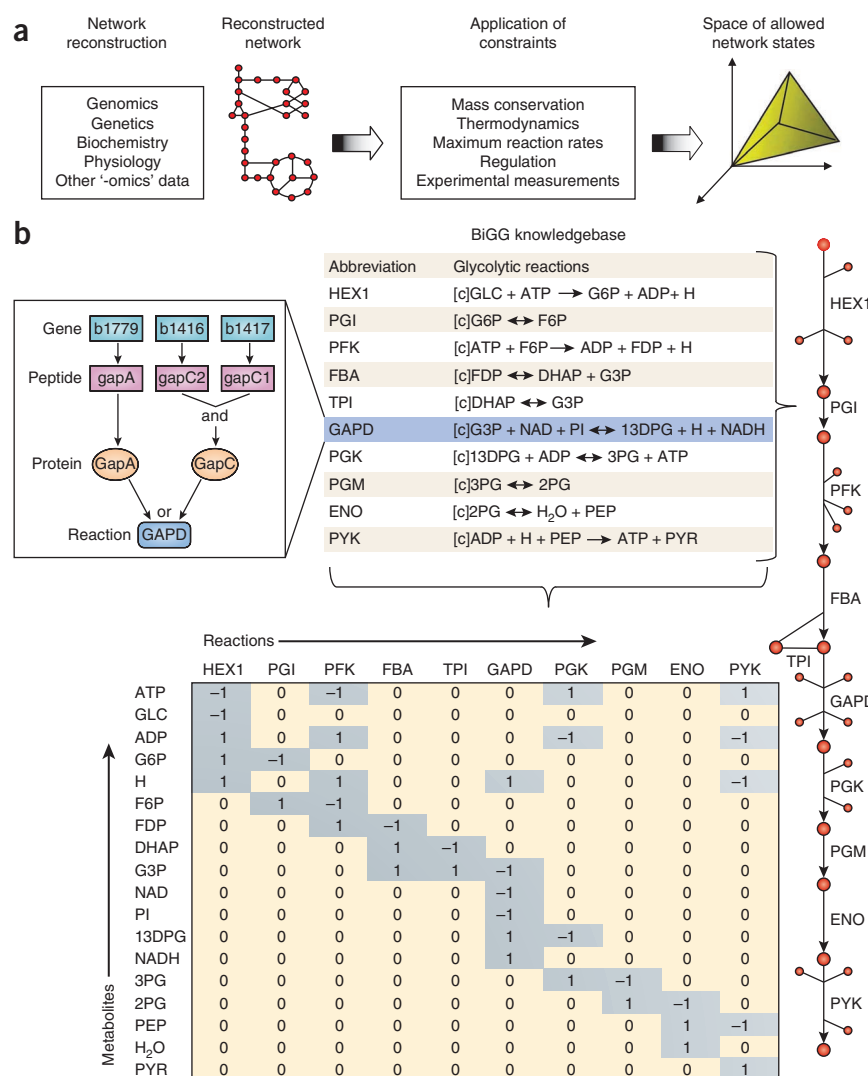 a
Network reconstruction
Reconstructed network
Application of constraints
Space of allowed network states
Genomics
Genetics
Biochemistry
Physiology
Other '-omics' data
Mass conservation
Thermodynamics
Maximum reaction rates
Regulation
Experimental measurements
b
BiGG knowledgebase
Abbreviation Glycolytic reactions
HEX1 [c]GLC + ATP → G6P + ADP+ H
PGI [c]G6P ↔ F6P
PFK [c]ATP + F6P → ADP + FDP + H
FBA [c]FDP ↔ DHAP + G3P
TPI [c]DHAP ↔ G3P
GAPD [c]G3P + NAD + PI ↔ 13DPG + H + NADH
PGK [c]13DPG + ADP ↔ 3PG + ATP
PGM [c]3PG ↔ 2PG
ENO [c]2PG ↔ H₂O + PEP
PYK [c]ADP + H + PEP → ATP + PYR
Gene b1779 b1416 b1417
Peptide gapA gapC2 gapC1
and
Protein GapA GapC
or
Reaction GAPD
HEX1
PGI
PFK
FBA
TPI
GAPD
PGK
PGM
ENO
PYK
Reactions
HEX1 PGI PFK FBA TPI GAPD PGK PGM ENO PYK
Metabolites
ATP –1 0 –1 0 0 0 1 0 0 1
GLC –1 0 0 0 0 0 0 0 0 0
ADP 1 0 1 0 0 0 –1 0 0 –1
G6P 1 –1 0 0 0 0 0 0 0 0
H 1 0 1 0 0 1 0 0 0 –1
F6P 0 1 –1 0 0 0 0 0 0 0
FDP 0 0 1 –1 0 0 0 0 0 0
DHAP 0 0 0 1 –1 0 0 0 0 0
G3P 0 0 0 1 1 –1 0 0 0 0
NAD 0 0 0 0 0 –1 0 0 0 0
PI 0 0 0 0 0 –1 0 0 0 0
13DPG 0 0 0 0 0 1 –1 0 0 0
NADH 0 0 0 0 0 1 0 0 0 0
3PG 0 0 0 0 0 0 1 –1 0 0
2PG 0 0 0 0 0 0 0 1 –1 0
PEP 0 0 0 0 0 0 0 0 1 –1
H₂O 0 0 0 0 0 0 0 0 1 0
PYR 0 0 0 0 0 0 0 0 0 1